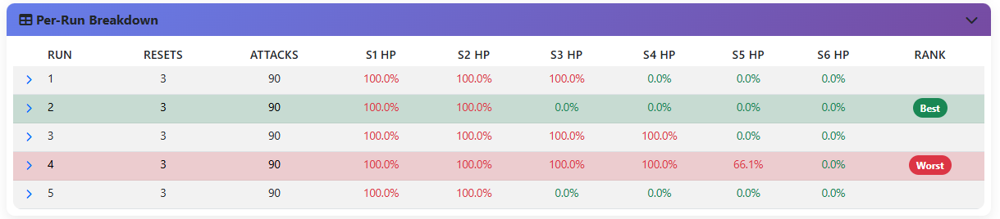 Per-Run Breakdown
RUN RESETS ATTACKS S1 HP S2 HP S3 HP S4 HP S5 HP S6 HP RANK
1 3 90 100.0% 100.0% 100.0% 0.0% 0.0% 0.0%
2 3 90 100.0% 100.0% 0.0% 0.0% 0.0% 0.0% Best
3 3 90 100.0% 100.0% 100.0% 100.0% 0.0% 0.0%
4 3 90 100.0% 100.0% 100.0% 100.0% 66.1% 0.0% Worst
5 3 90 100.0% 100.0% 0.0% 0.0% 0.0% 0.0%